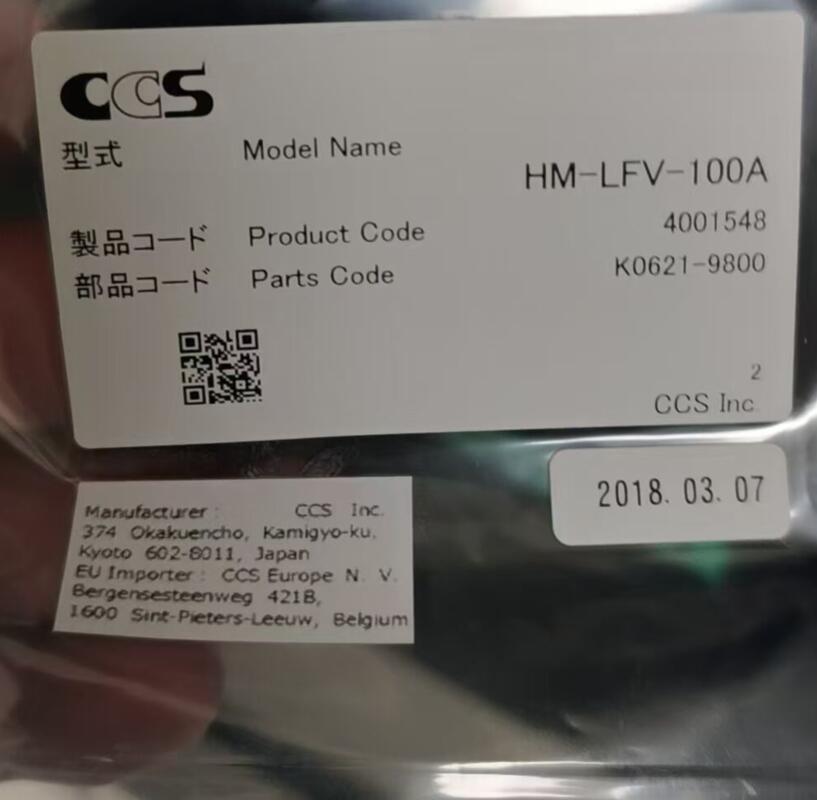 CCS
型式 Model Name HM-LFV-100A
製品コード Product Code 4001548
部品コード Parts Code K0621-9800
2
CCS Inc.
2018. 03. 07
Manufacturer : CCS Inc.
374 Okakuencho, Kamigyo-ku,
Kyoto 602-8011, Japan
EU Importer : CCS Europe N. V.
Bergensesteenweg 421B,
1600 Sint-Pieters-Leeuw, Belgium